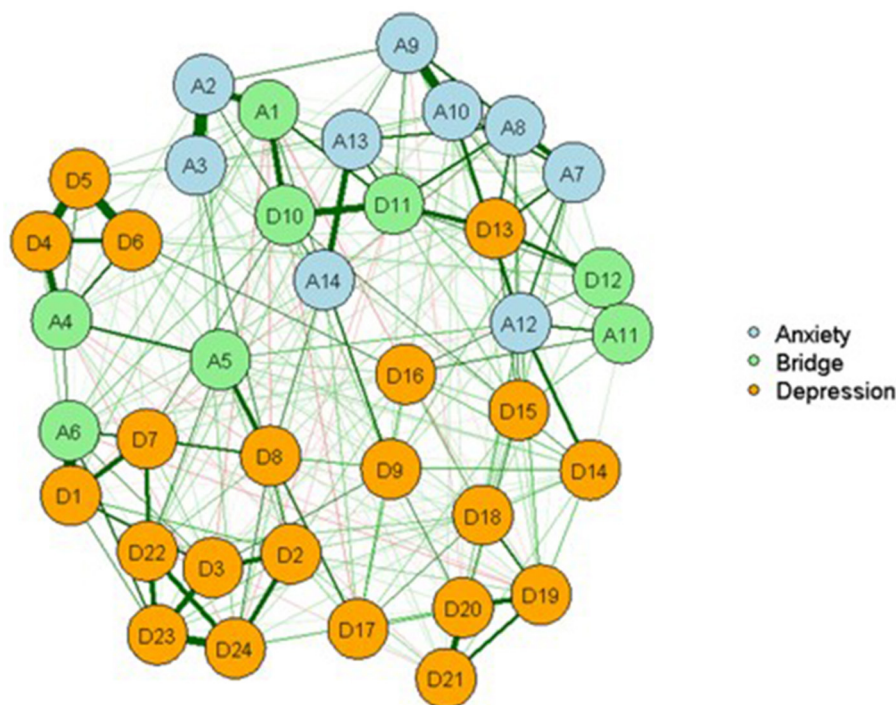 A9
A2
A1
A10
A8
A13
A3
A7
D5
D10
D11
D13
D4
D6
A14
D12
A4
A12
A11
A5
D16
D15
A6
D7
D8
D9
D14
D1
D18
D22
D3
D2
D20
D19
D23
D24
D17
D21
Anxiety
Bridge
Depression